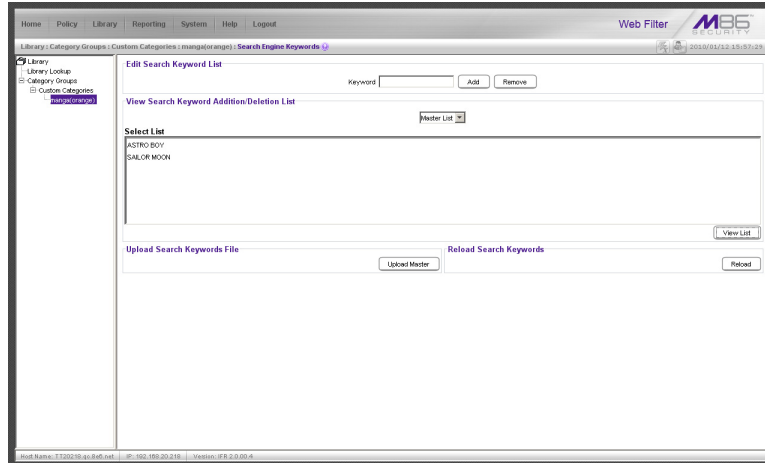 Home Policy Library Reporting System Help Logout
Web Filter
M86 SECURITY
Library : Category Groups : Custom Categories : manga(orange) : Search Engine Keywords
2010/01/12 15:57:29
Library
Library Lookup
Category Groups
Custom Categories
manga(orange)
Edit Search Keyword List
Keyword Add Remove
View Search Keyword Addition/Deletion List
Master List
Select List
ASTRO BOY
SAILOR MOON
View List
Upload Search Keywords File
Upload Master
Reload Search Keywords
Reload
Host Name: TT20218.qc.8e6.net IP: 192.168.20.218 Version: IFR 2.0.00.4